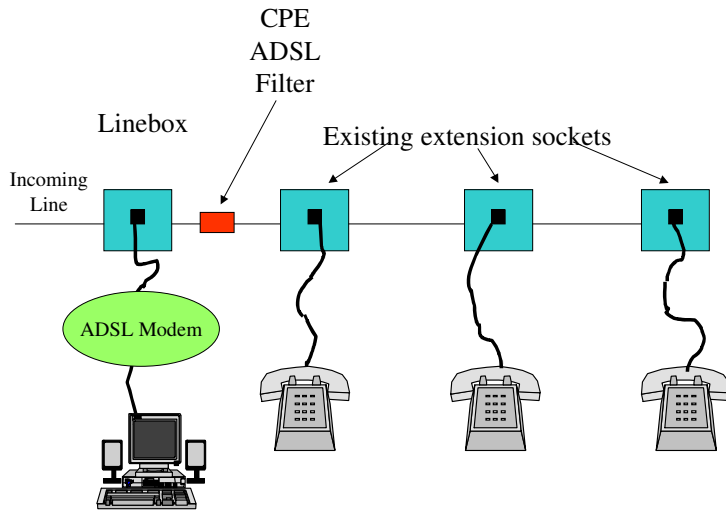 CPE
ADSL
Filter
Linebox
Existing extension sockets
Incoming
Line
ADSL Modem